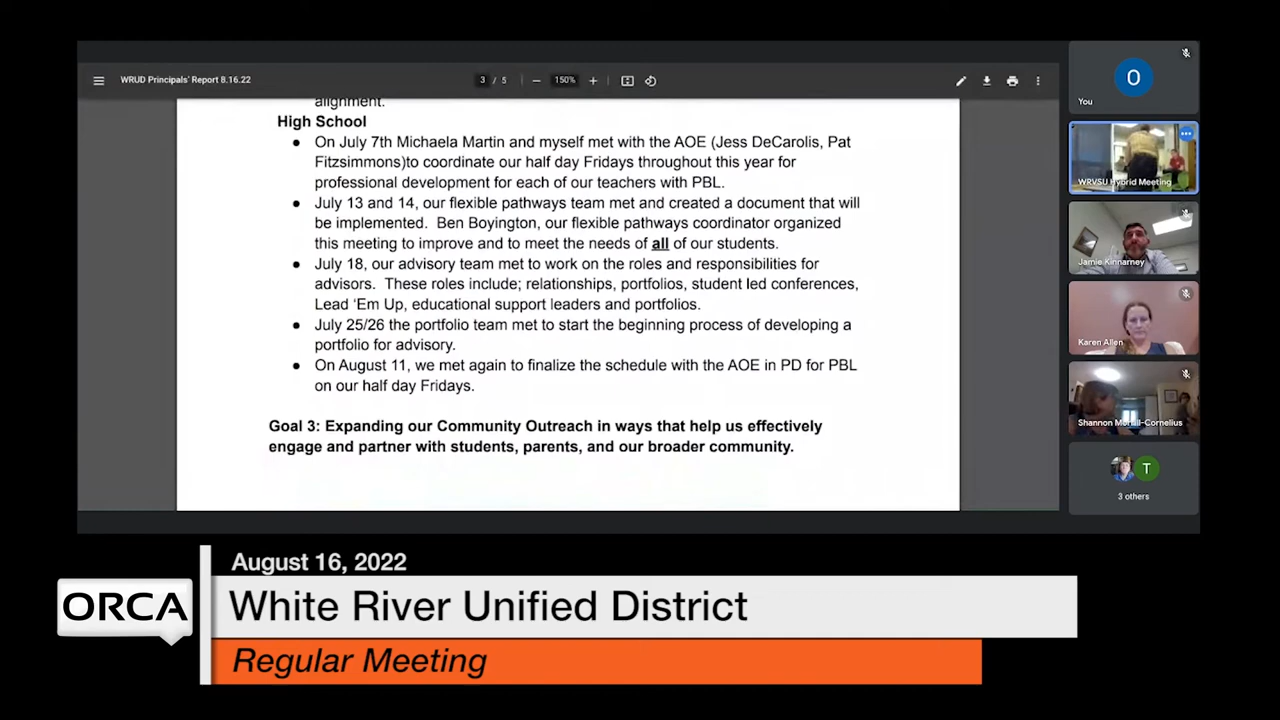 WRUD Principals' Report 8.16.22
3 / 5
150%
alignment.
High School
On July 7th Michaela Martin and myself met with the AOE (Jess DeCarolis, Pat
Fitzsimmons)to coordinate our half day Fridays throughout this year for
professional development for each of our teachers with PBL.
July 13 and 14, our flexible pathways team met and created a document that will
be implemented. Ben Boyington, our flexible pathways coordinator organized
this meeting to improve and to meet the needs of all of our students.
July 18, our advisory team met to work on the roles and responsibilities for
advisors. These roles include; relationships, portfolios, student led conferences,
Lead 'Em Up, educational support leaders and portfolios.
July 25/26 the portfolio team met to start the beginning process of developing a
portfolio for advisory.
On August 11, we met again to finalize the schedule with the AOE in PD for PBL
on our half day Fridays.
Goal 3: Expanding our Community Outreach in ways that help us effectively
engage and partner with students, parents, and our broader community.
O
You
WRVSU Hybrid Meeting
Jamie Kinnarney
Karen Allen
Shannon Morrill-Cornelius
T
3 others
August 16, 2022
ORCA
White River Unified District
Regular Meeting